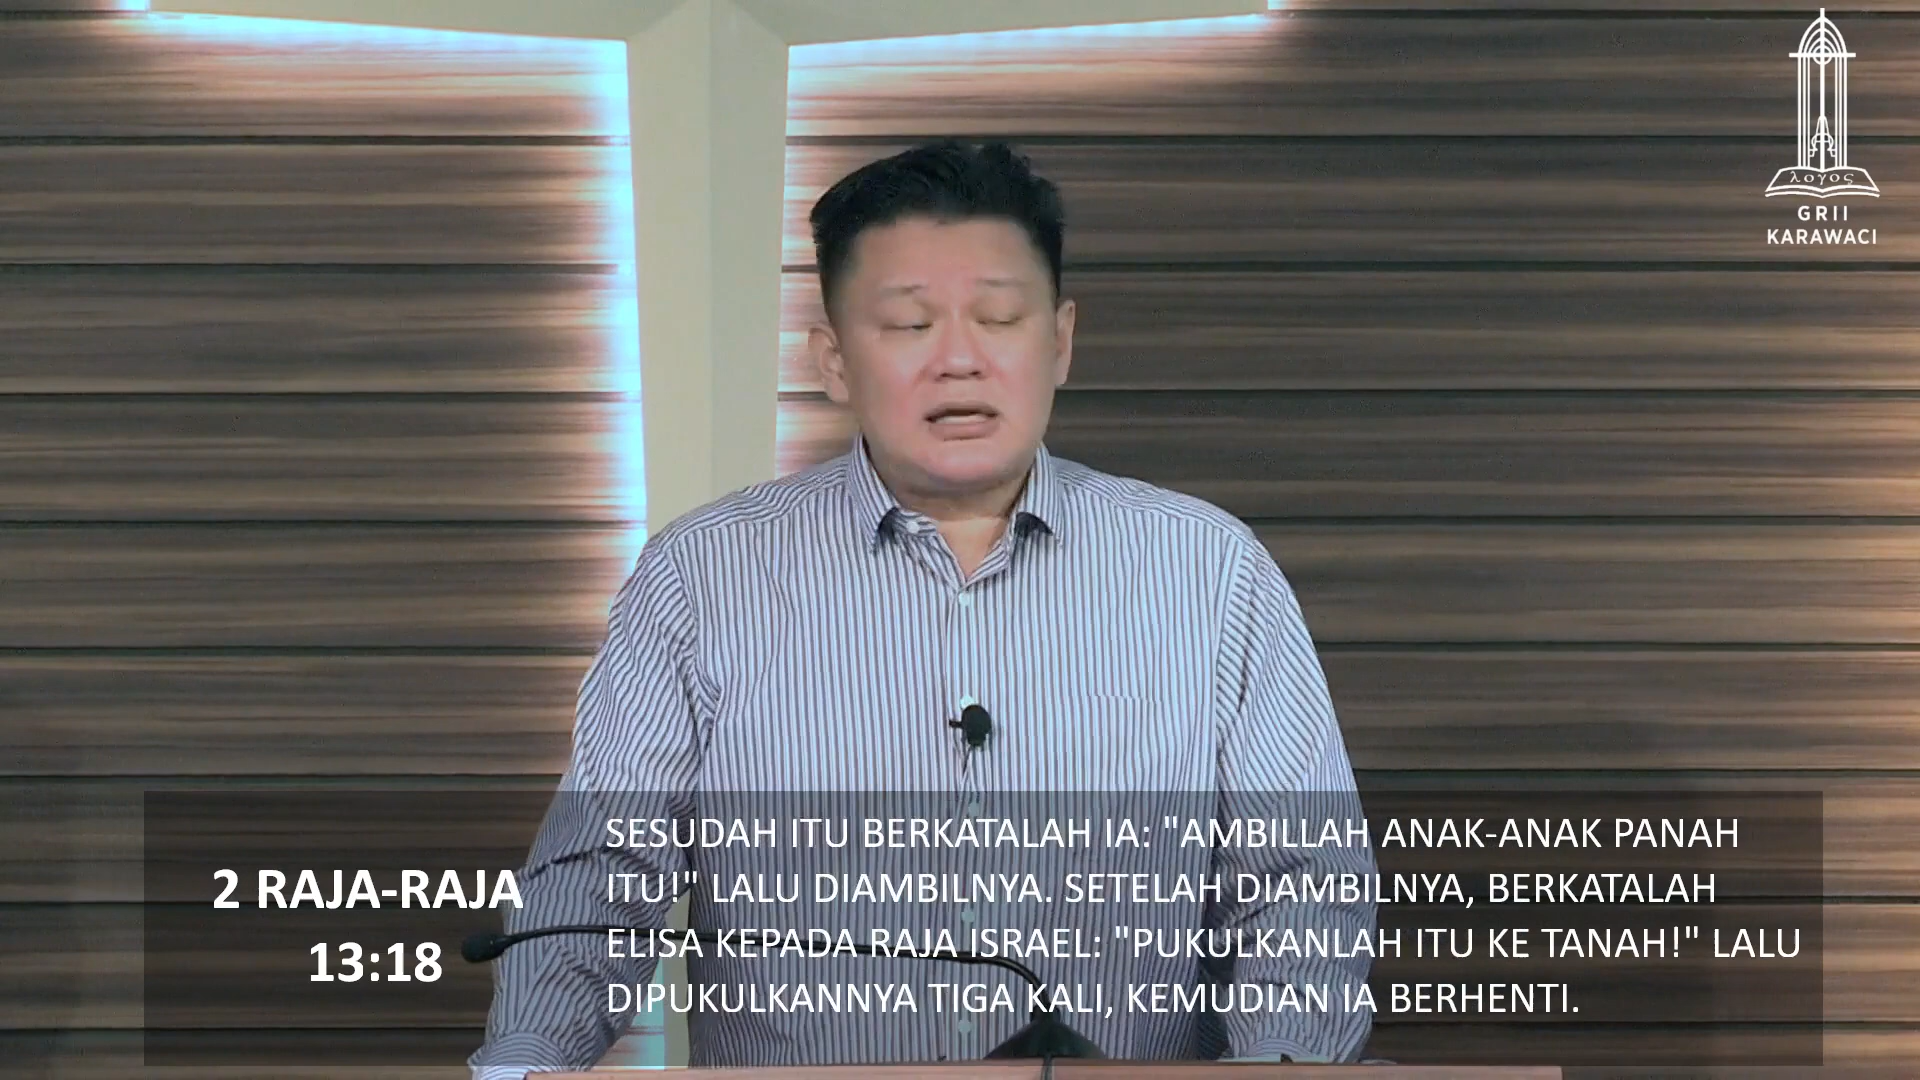 λογος
GRII
KARAWACI
2 RAJA-RAJA
13:18
SESUDAH ITU BERKATALAH IA: "AMBILLAH ANAK-ANAK PANAH
ITU!" LALU DIAMBILNYA. SETELAH DIAMBILNYA, BERKATALAH
ELISA KEPADA RAJA ISRAEL: "PUKULKANLAH ITU KE TANAH!" LALU
DIPUKULKANNYA TIGA KALI, KEMUDIAN IA BERHENTI.